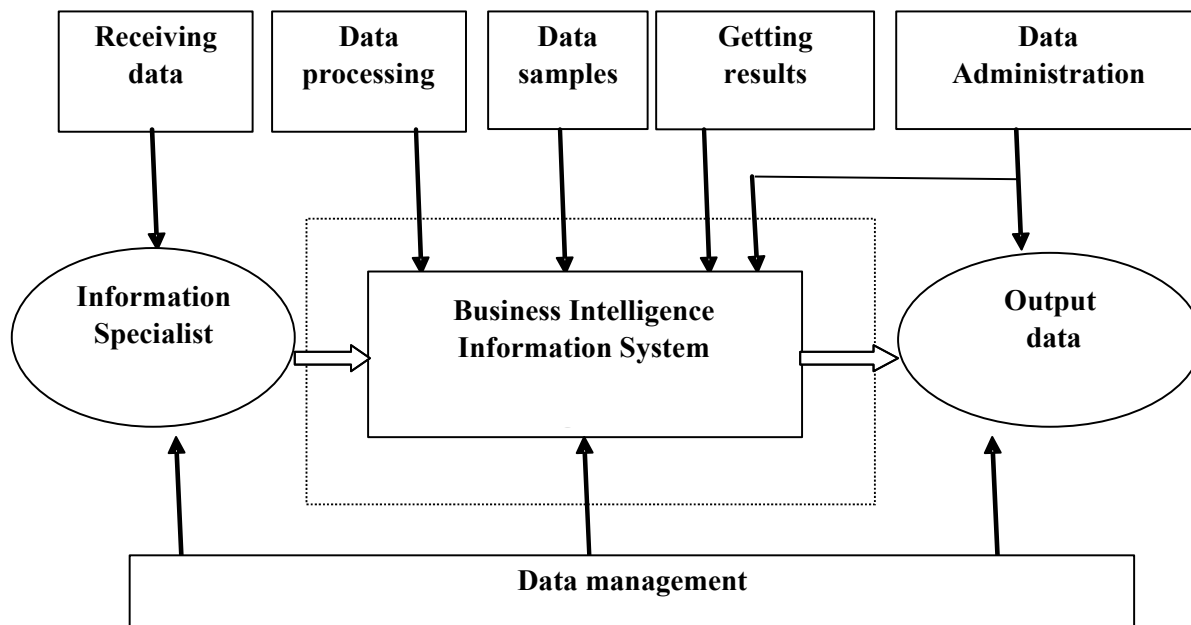 Receiving
data
Data
processing
Data
samples
Getting
results
Data
Administration
Information
Specialist
Business Intelligence
Information System
Output
data
Data management